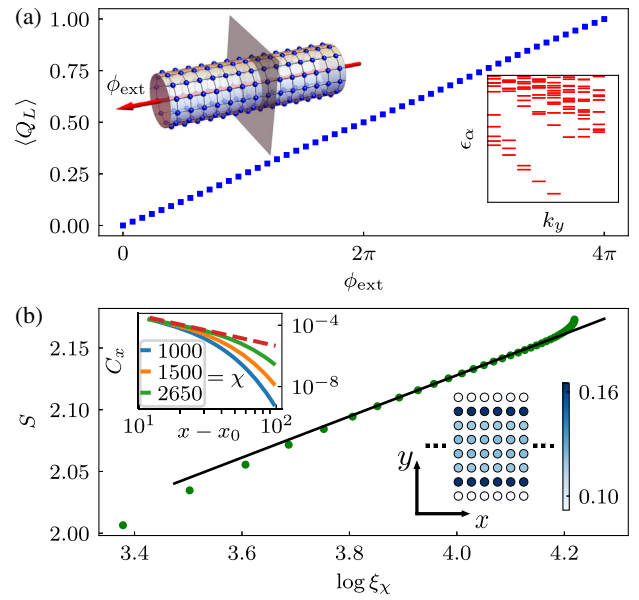 (a)
1.00
0.75
0.50
0.25
0.00
⟨Q_L⟩
ϕ_ext
ϵ_α
k_y
0
2π
4π
ϕ_ext
(b)
2.15
2.10
2.05
2.00
S
C_x
1000
1500 = χ
2650
10^{-4}
10^{-8}
10^1
x − x_0
10^2
y
x
0.16
0.10
3.4
3.6
3.8
4.0
4.2
log ξ_χ